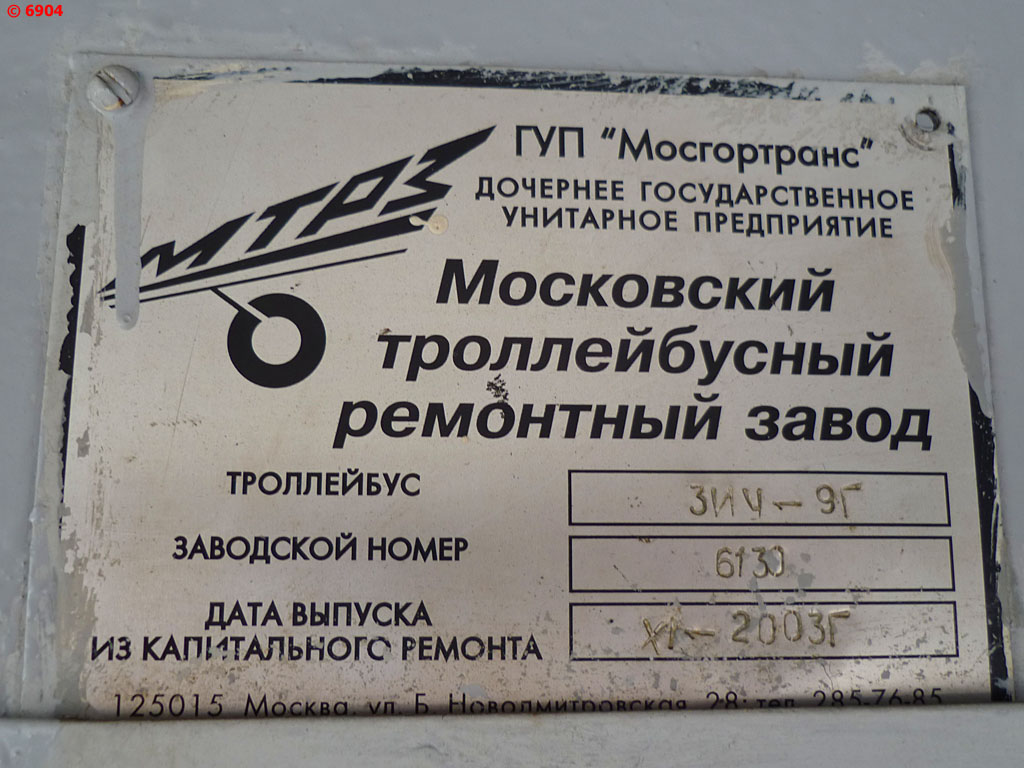 © 6904
МТРЗ
ГУП "Мосгортранс"
ДОЧЕРНЕЕ ГОСУДАРСТВЕННОЕ
УНИТАРНОЕ ПРЕДПРИЯТИЕ
Московский
троллейбусный
ремонтный завод
ТРОЛЛЕЙБУС ЗИУ-9Г
ЗАВОДСКОЙ НОМЕР 6130
ДАТА ВЫПУСКА
ИЗ КАПИТАЛЬНОГО РЕМОНТА XI-2003г
125015 Москва, ул. Б. Новодмитровская, 28; тел. 285-76-85